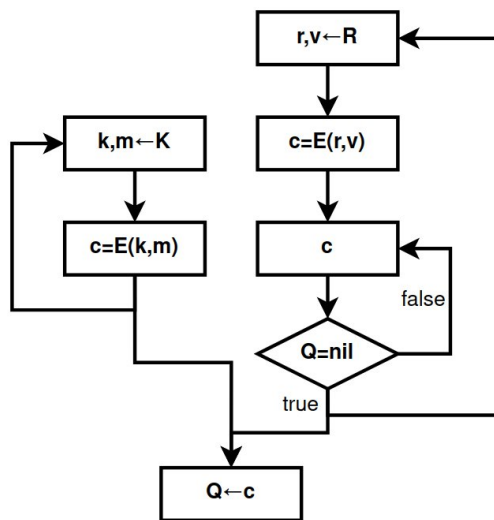 r,v←R
k,m←K
c=E(r,v)
c=E(k,m)
c
false
Q=nil
true
Q←c